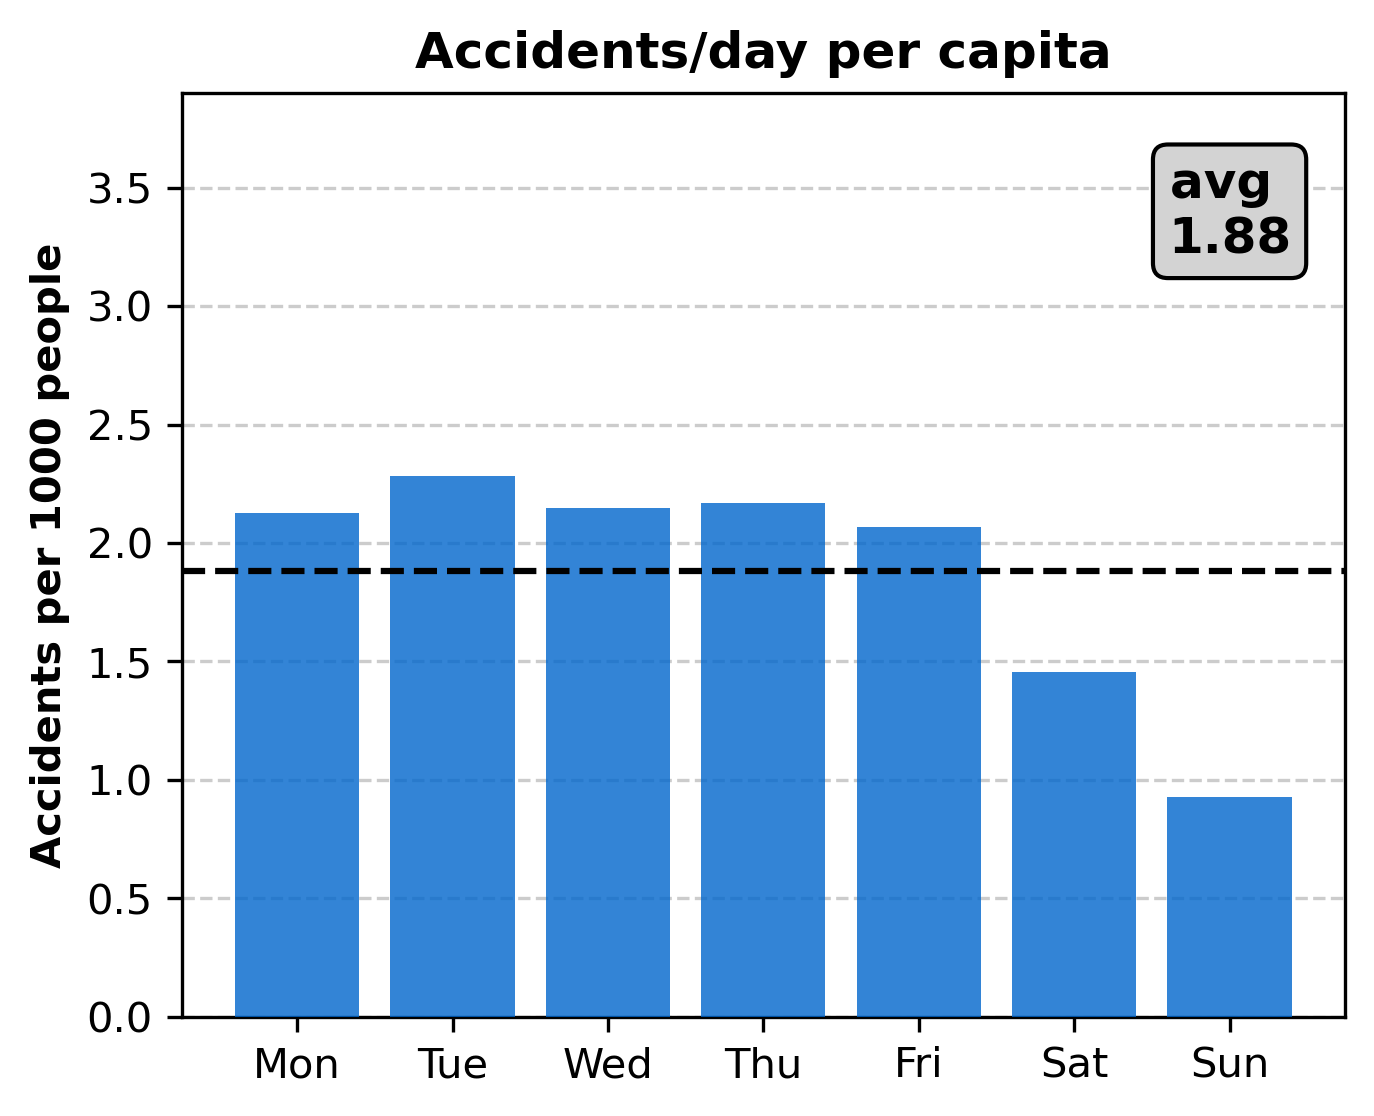 Accidents/day per capita
avg
1.88
Accidents per 1000 people
3.5
3.0
2.5
2.0
1.5
1.0
0.5
0.0
Mon Tue Wed Thu Fri Sat Sun